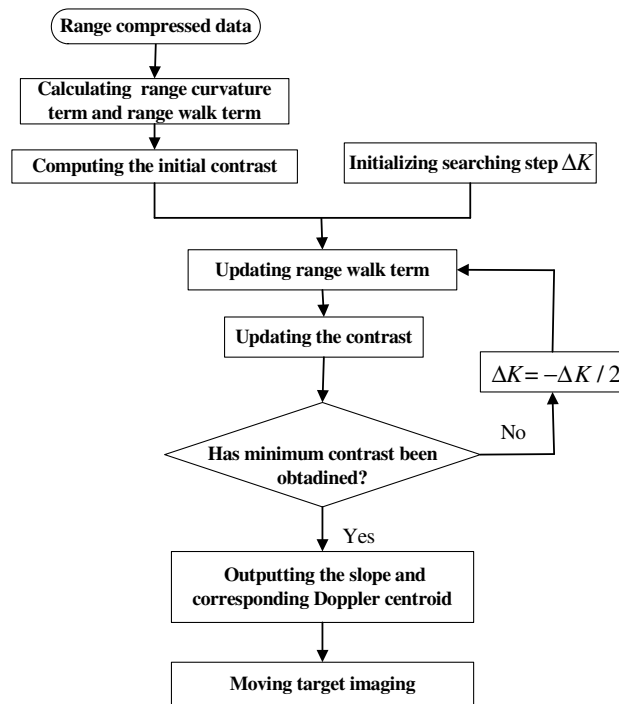 Range compressed data
Calculating range curvature
term and range walk term
Computing the initial contrast
Initializing searching step ΔK
Updating range walk term
Updating the contrast
ΔK = −ΔK / 2
No
Has minimum contrast been
obtadined?
Yes
Outputting the slope and
corresponding Doppler centroid
Moving target imaging